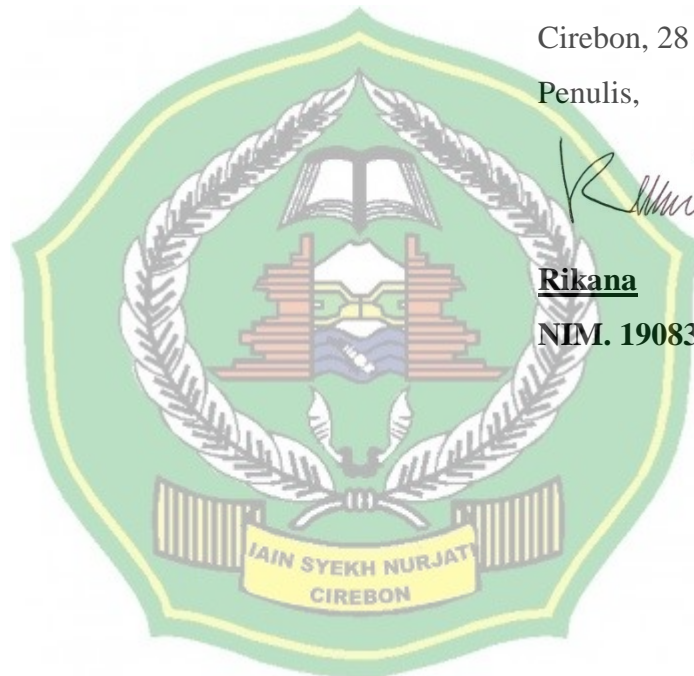 Cirebon, 28
Penulis,
Rikana
NIM. 19083
IAIN SYEKH NURJATI
CIREBON